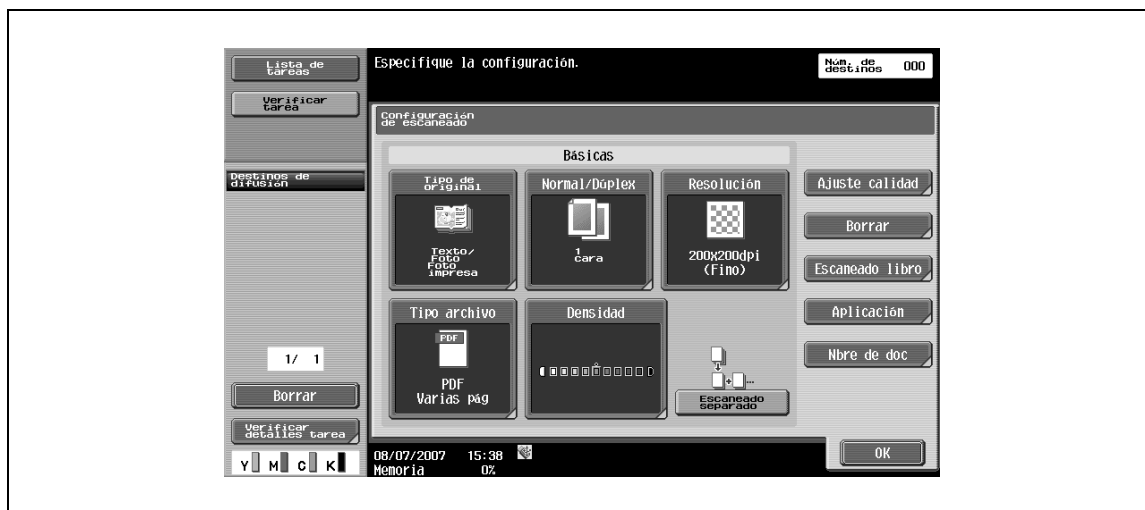 Lista de
tareas
Verificar
tarea
Destinos de
difusión
1/ 1
Borrar
Verificar
detalles tarea
Y M C K
Especifique la configuración.
Núm. de
destinos 000
Configuración
de escaneado
Básicas
Tipo de
original
Texto/
Foto
Foto
impresa
Normal/Dúplex
1
cara
Resolución
200x200dpi
(Fino)
Tipo archivo
PDF
PDF
Varias pág
Densidad
Escaneado
separado
Ajuste calidad
Borrar
Escaneado libro
Aplicación
Nbre de doc
08/07/2007 15:38
Memoria 0%
OK